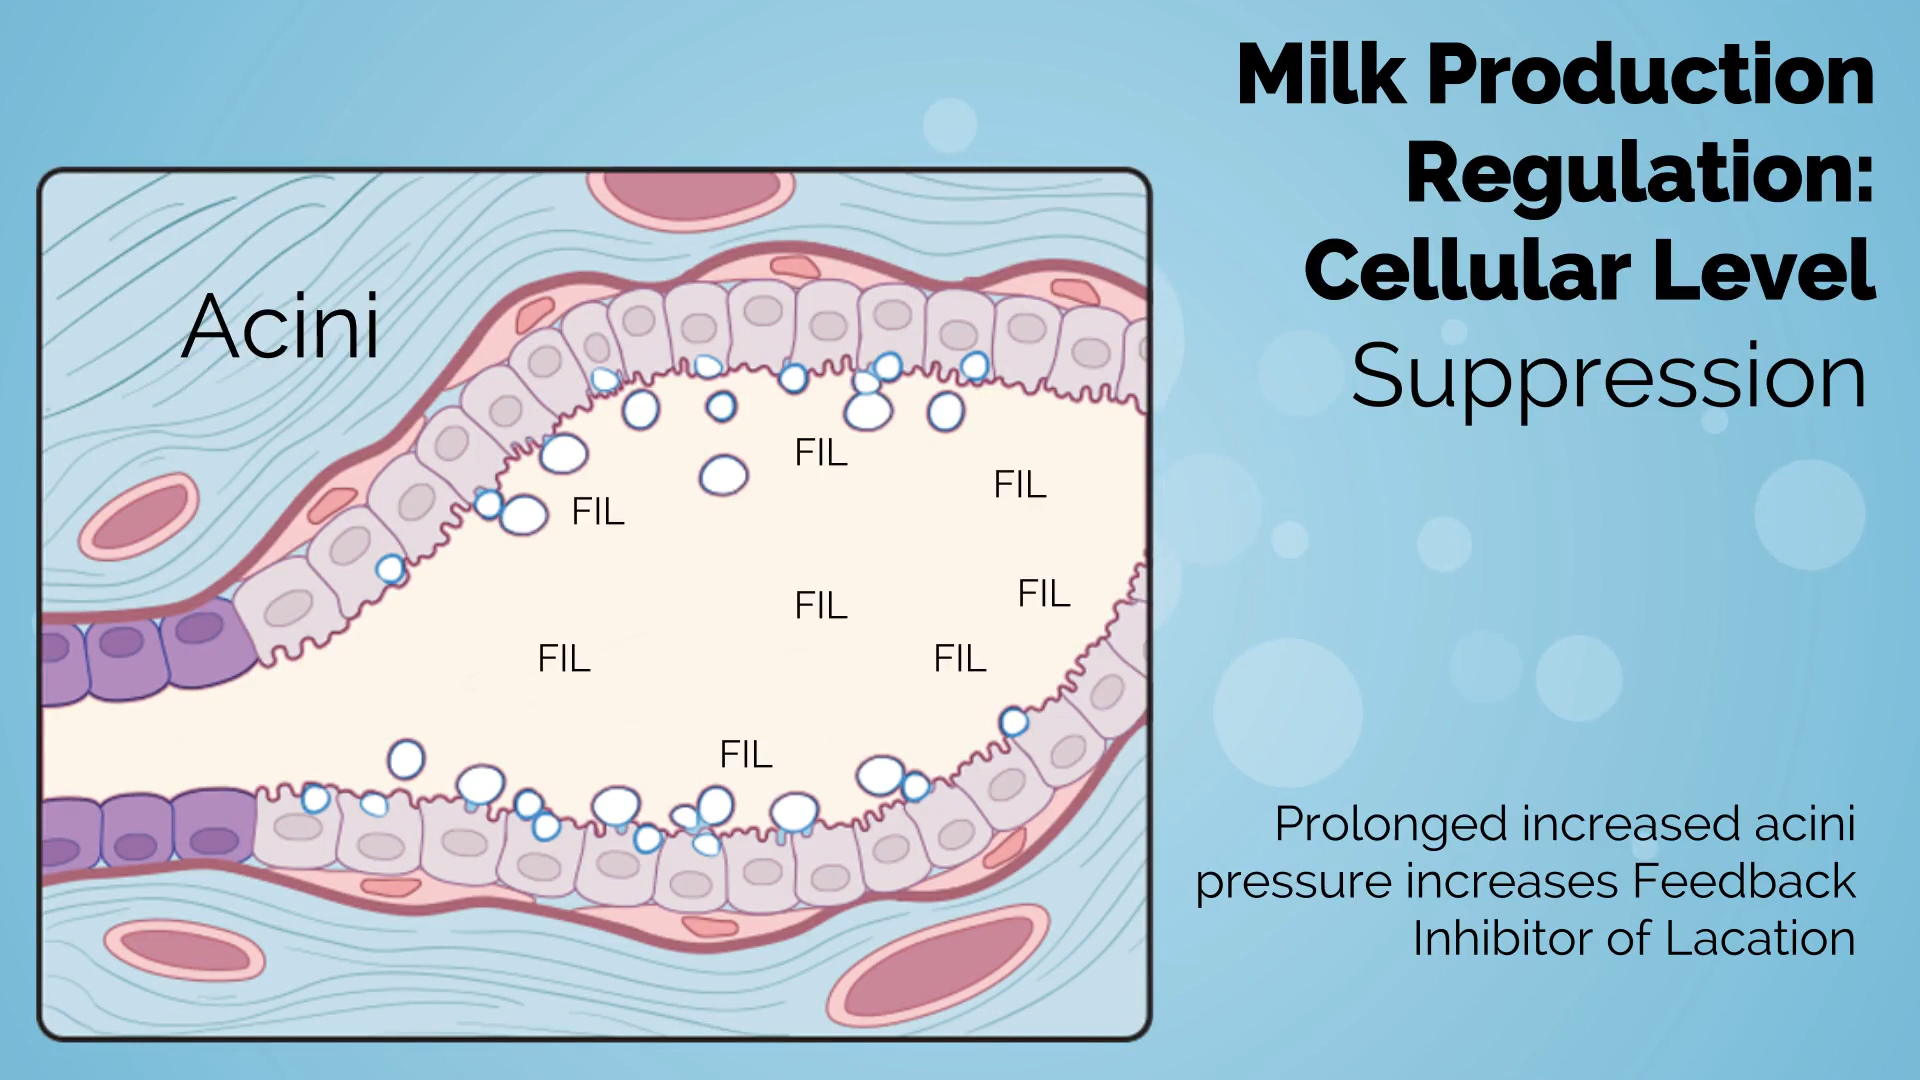 Milk Production
Regulation:
Cellular Level
Suppression
Acini
FIL
FIL
FIL
FIL
FIL
FIL
FIL
FIL
Prolonged increased acini
pressure increases Feedback
Inhibitor of Lacation